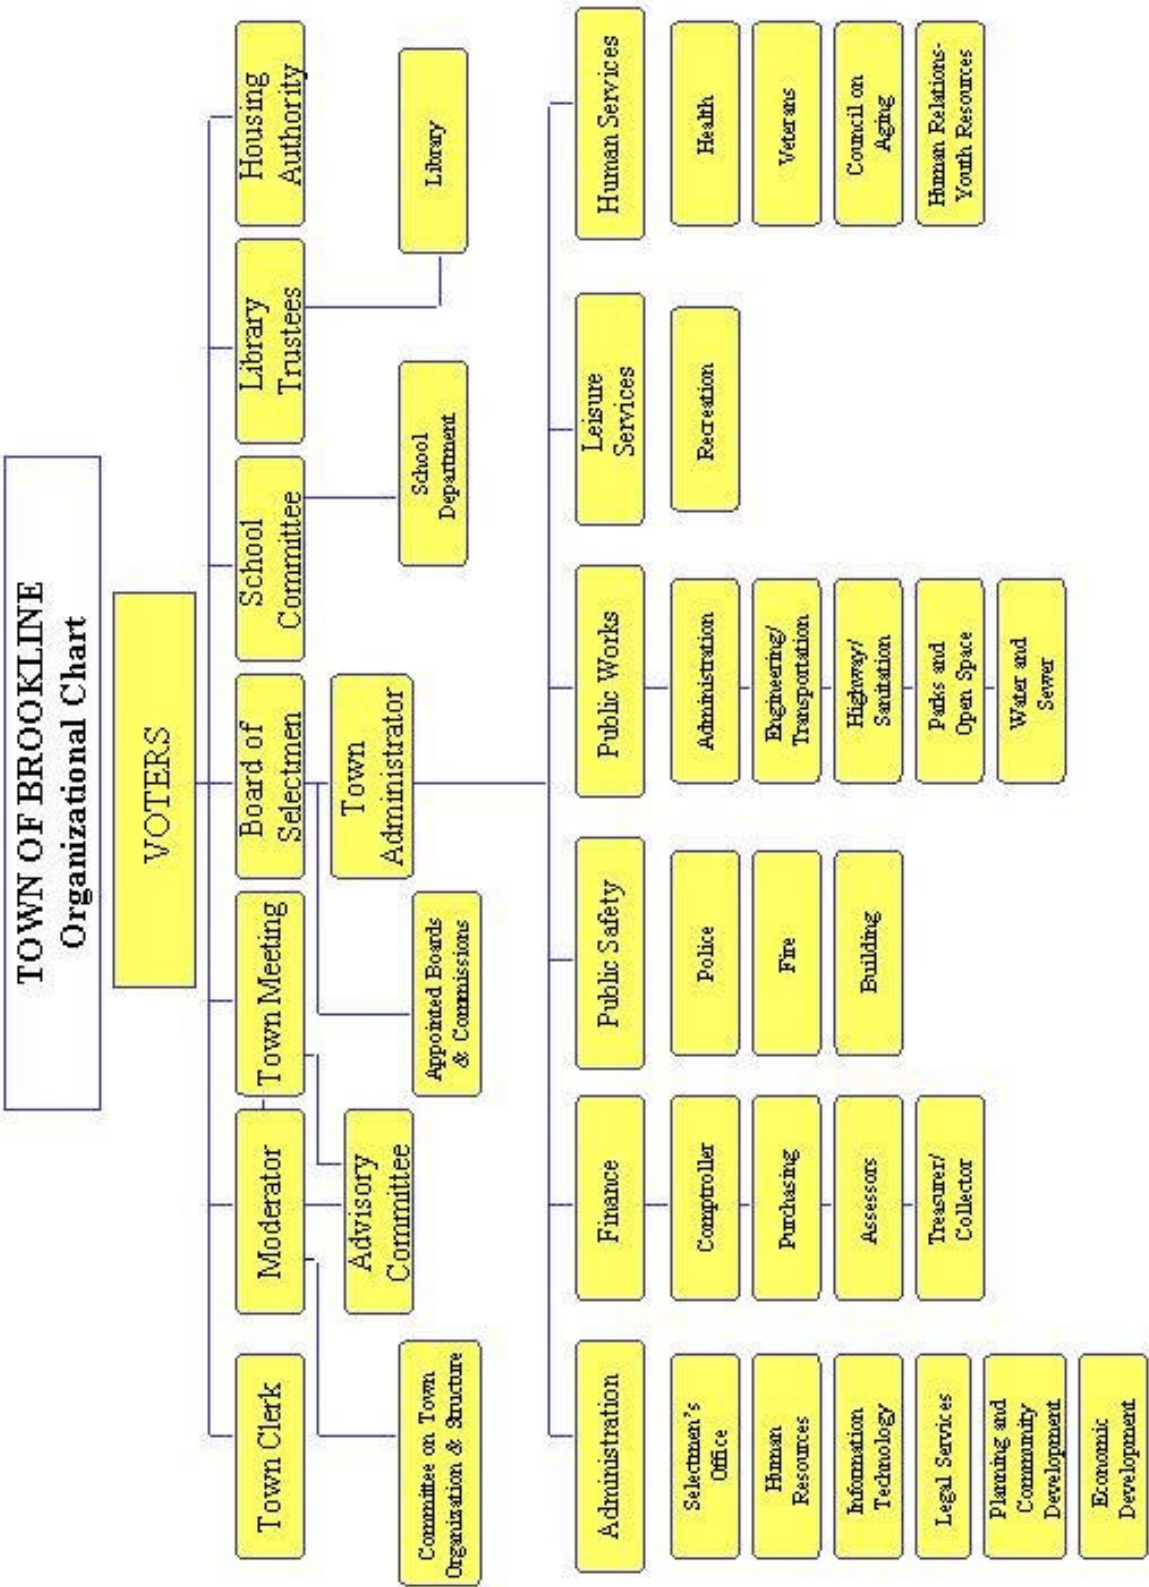 TOWN OF BROOKLINE
Organizational Chart
VOTERS
Town Clerk
Moderator
Town Meeting
Board of
Selectmen
School
Committee
Library
Trustees
Housing
Authority
Committee on Town
Organization & Structure
Advisory
Committee
Appointed Boards
& Commissions
Town
Administrator
School
Department
Library
Administration
Selectmen's
Office
Human
Resources
Information
Technology
Legal Services
Planning and
Community
Development
Economic
Development
Finance
Comptroller
Purchasing
Assessors
Treasurer/
Collector
Public Safety
Police
Fire
Building
Public Works
Administration
Engineering/
Transportation
Highway/
Sanitation
Parks and
Open Space
Water and
Sewer
Leisure
Services
Recreation
Human Services
Health
Veterans
Council on
Aging
Human Relations-
Youth Resources